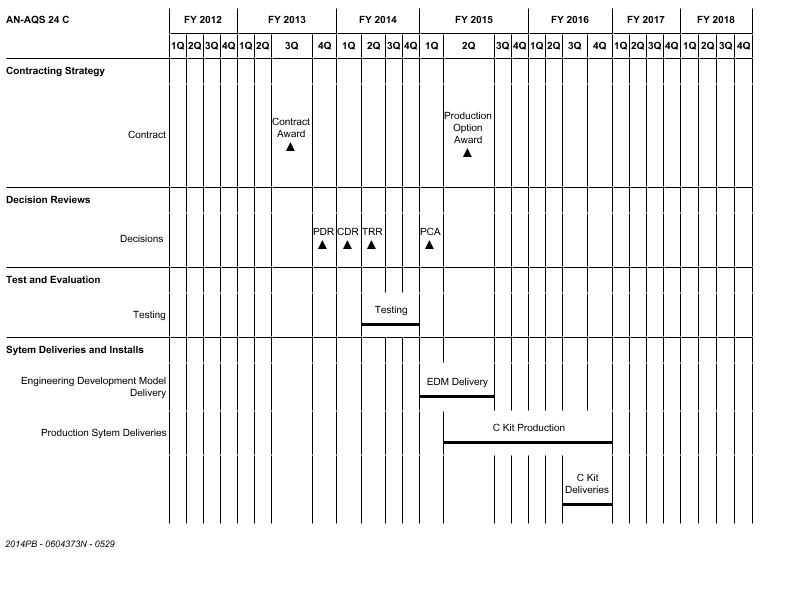 AN-AQS 24 C FY 2012 FY 2013 FY 2014 FY 2015 FY 2016 FY 2017 FY 2018
1Q 2Q 3Q 4Q 1Q 2Q 3Q 4Q 1Q 2Q 3Q 4Q 1Q 2Q 3Q 4Q 1Q 2Q 3Q 4Q 1Q 2Q 3Q 4Q 1Q 2Q 3Q 4Q
Contracting Strategy
Contract
Contract
Award
Production
Option
Award
Decision Reviews
Decisions
PDR CDR TRR PCA
Test and Evaluation
Testing
Testing
Sytem Deliveries and Installs
Engineering Development Model
Delivery
EDM Delivery
Production Sytem Deliveries
C Kit Production
C Kit
Deliveries
2014PB - 0604373N - 0529